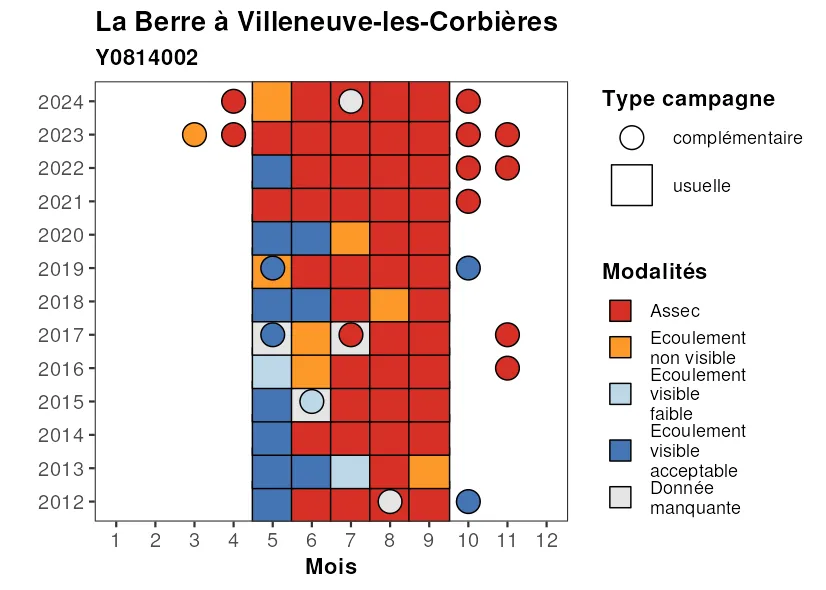 La Berre à Villeneuve-les-Corbières
Y0814002
2024
2023
2022
2021
2020
2019
2018
2017
2016
2015
2014
2013
2012
1 2 3 4 5 6 7 8 9 10 11 12
Mois
Type campagne
complémentaire
usuelle
Modalités
Assec
Ecoulement
non visible
Ecoulement
visible
faible
Ecoulement
visible
acceptable
Donnée
manquante